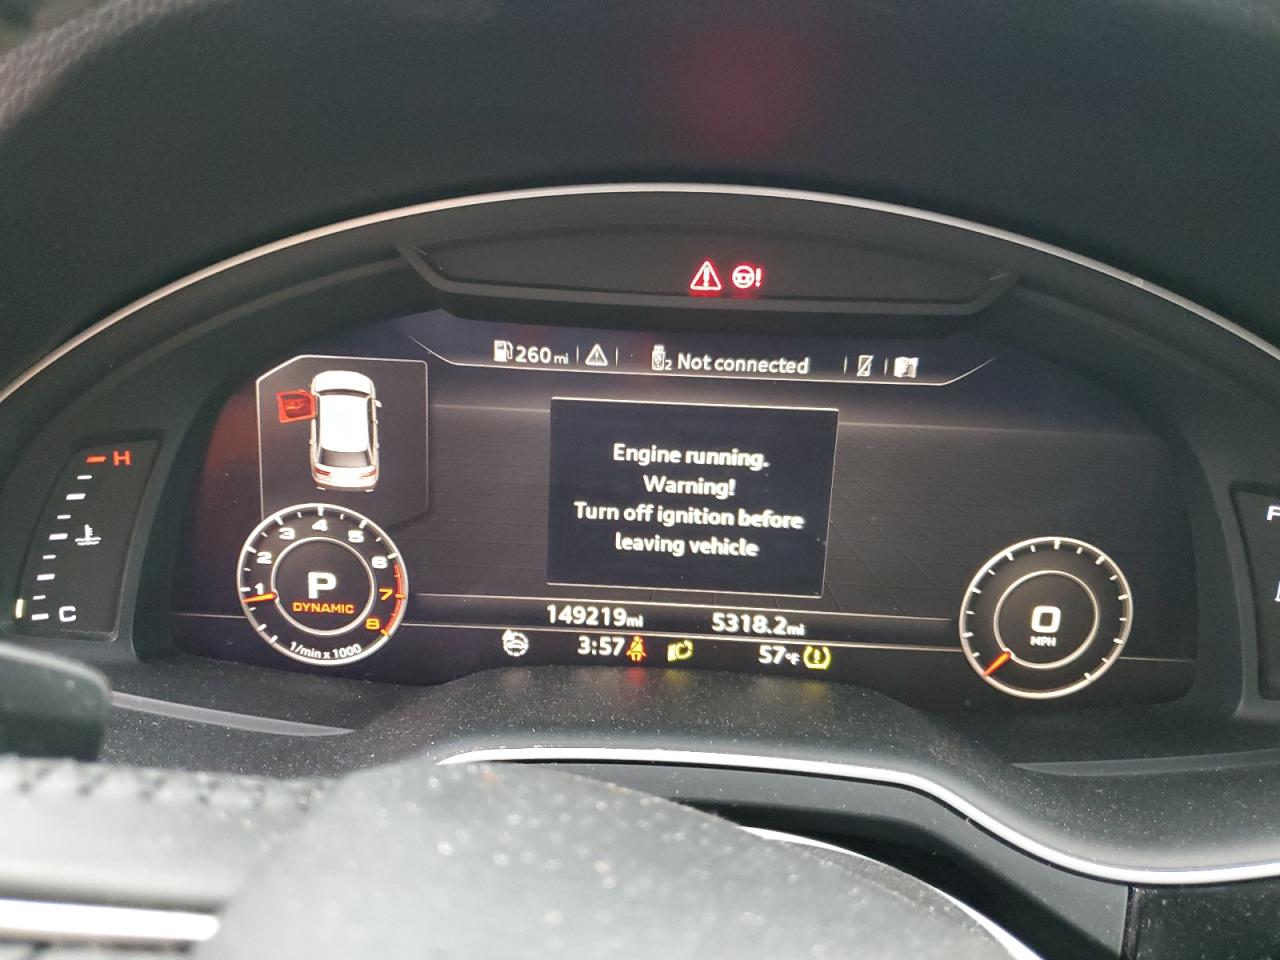 260 mi
2 Not connected
H
C
Engine running.
Warning!
Turn off ignition before
leaving vehicle
1 2 3 4 5 6 7 8
P
DYNAMIC
1/min x 1000
0
MPH
149219mi
5318.2mi
3:57
57°F